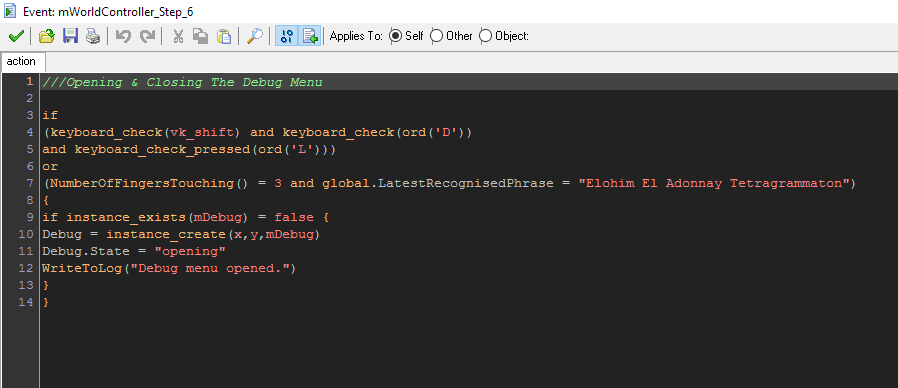 Event: mWorldController_Step_6
Applies To: Self Other Object:
action
1 ///Opening & Closing The Debug Menu
2
3 if
4 (keyboard_check(vk_shift) and keyboard_check(ord('D'))
5 and keyboard_check_pressed(ord('L')))
6 or
7 (NumberOfFingersTouching() = 3 and global.LatestRecognisedPhrase = "Elohim El Adonnay Tetragrammaton")
8 {
9 if instance_exists(mDebug) = false {
10 Debug = instance_create(x,y,mDebug)
11 Debug.State = "opening"
12 WriteToLog("Debug menu opened.")
13 }
14 }